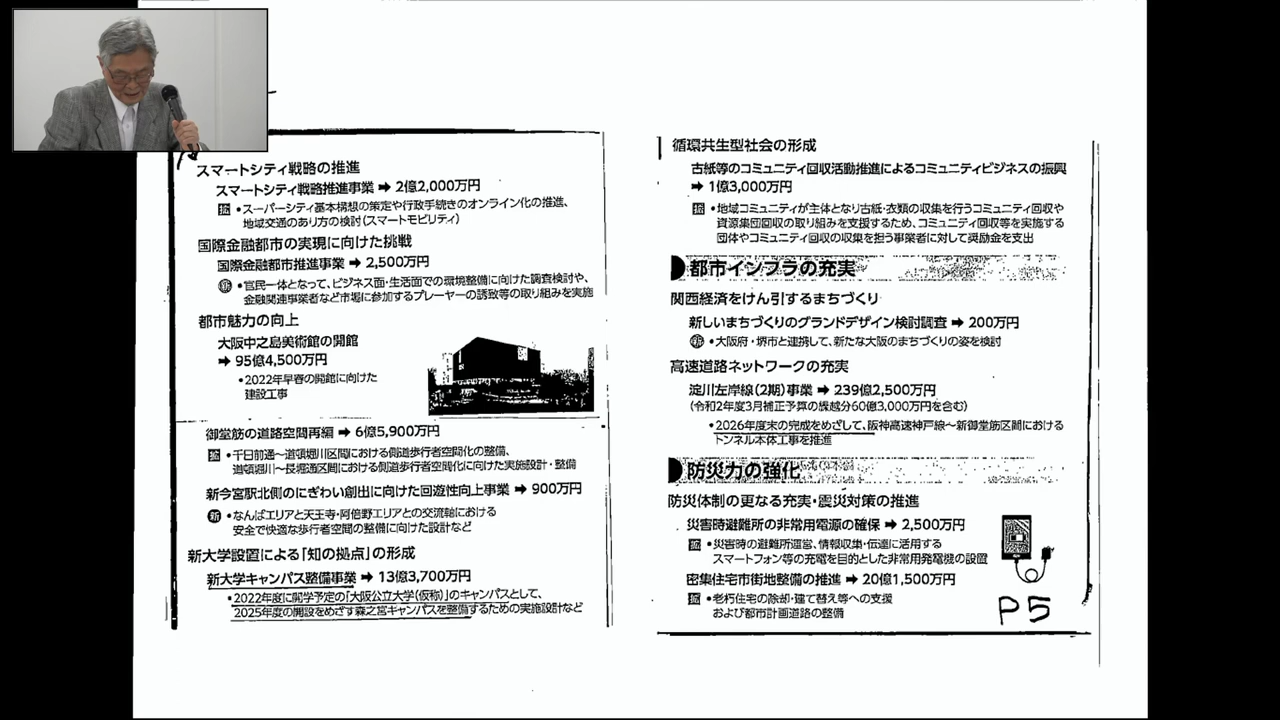 スマートシティ戦略の推進
スマートシティ戦略推進事業 ➡ 2億2,000万円
拡 •スーパーシティ基本構想の策定や行政手続きのオンライン化の推進、
地域交通のあり方の検討(スマートモビリティ)
国際金融都市の実現に向けた挑戦
国際金融都市推進事業 ➡ 2,500万円
新 •官民一体となって、ビジネス面・生活面での環境整備に向けた調査検討や、
金融関連事業者など市場に参加するプレーヤーの誘致等の取り組みを実施
都市魅力の向上
大阪中之島美術館の開館
➡ 95億4,500万円
•2022年早春の開館に向けた
建設工事
御堂筋の道路空間再編 ➡ 6億5,900万円
拡 •千日前通〜道頓堀川区間における側道歩行者空間化の整備、
道頓堀川〜長堀通区間における側道歩行者空間化に向けた実施設計・整備
新今宮駅北側のにぎわい創出に向けた回遊性向上事業 ➡ 900万円
新 •なんばエリアと天王寺・阿倍野エリアとの交流軸における
安全で快適な歩行者空間の整備に向けた設計など
新大学設置による「知の拠点」の形成
新大学キャンパス整備事業 ➡ 13億3,700万円
•2022年度に開学予定の「大阪公立大学(仮称)」のキャンパスとして、
2025年度の開設をめざす森之宮キャンパスを整備するための実施設計など
循環共生型社会の形成
古紙等のコミュニティ回収活動推進によるコミュニティビジネスの振興
➡ 1億3,000万円
拡 •地域コミュニティが主体となり古紙・衣類の収集を行うコミュニティ回収や
資源集団回収の取り組みを支援するため、コミュニティ回収等を実施する
団体やコミュニティ回収の収集を担う事業者に対して奨励金を支出
都市インフラの充実
関西経済をけん引するまちづくり
新しいまちづくりのグランドデザイン検討調査 ➡ 200万円
新 •大阪府・堺市と連携して、新たな大阪のまちづくりの姿を検討
高速道路ネットワークの充実
淀川左岸線(2期)事業 ➡ 239億2,500万円
(令和2年度3月補正予算の繰越分60億3,000万円を含む)
•2026年度末の完成をめざして、阪神高速神戸線〜新御堂筋区間における
トンネル本体工事を推進
防災力の強化
防災体制の更なる充実・震災対策の推進
災害時避難所の非常用電源の確保 ➡ 2,500万円
拡 •災害時の避難所運営、情報収集・伝達に活用する
スマートフォン等の充電を目的とした非常用発電機の設置
密集住宅市街地整備の推進 ➡ 20億1,500万円
拡 •老朽住宅の除却・建て替え等への支援
および都市計画道路の整備
P5